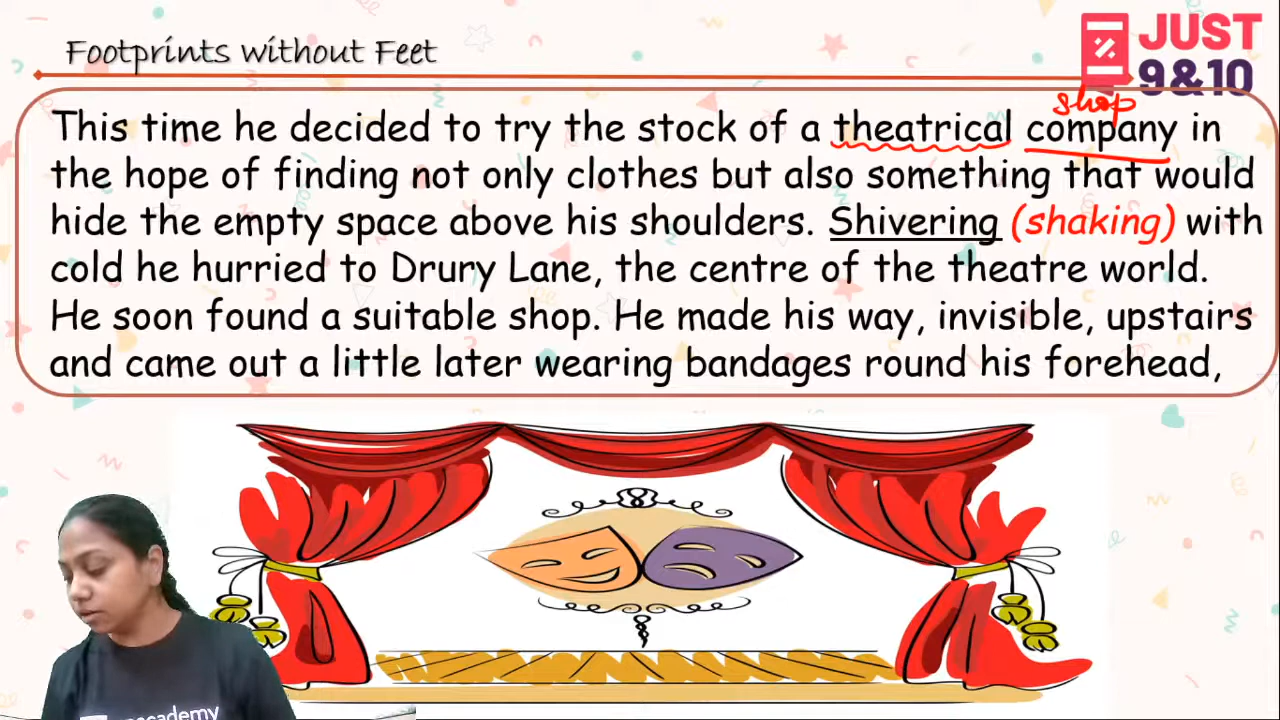 Footprints without Feet
JUST
9&10
shop
This time he decided to try the stock of a theatrical company in
the hope of finding not only clothes but also something that would
hide the empty space above his shoulders. Shivering (shaking) with
cold he hurried to Drury Lane, the centre of the theatre world.
He soon found a suitable shop. He made his way, invisible, upstairs
and came out a little later wearing bandages round his forehead,